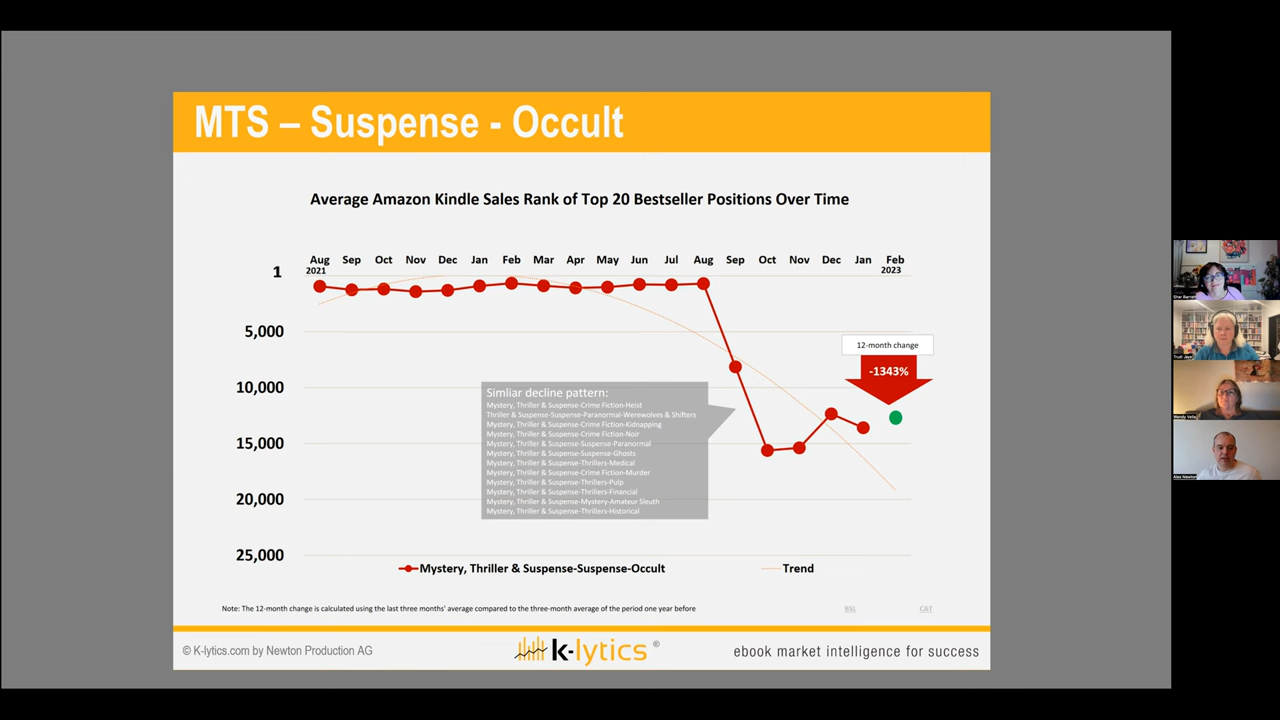 MTS – Suspense - Occult
Average Amazon Kindle Sales Rank of Top 20 Bestseller Positions Over Time
Aug Sep Oct Nov Dec Jan Feb Mar Apr May Jun Jul Aug Sep Oct Nov Dec Jan Feb
2021 2023
1
5,000
10,000
15,000
20,000
25,000
12-month change
-1343%
Simliar decline pattern:
Mystery, Thriller & Suspense-Crime Fiction-Heist
Thriller & Suspense-Suspense-Paranormal-Werewolves & Shifters
Mystery, Thriller & Suspense-Crime Fiction-Kidnapping
Mystery, Thriller & Suspense-Crime Fiction-Noir
Mystery, Thriller & Suspense-Suspense-Paranormal
Mystery, Thriller & Suspense-Suspense-Ghosts
Mystery, Thriller & Suspense-Thrillers-Medical
Mystery, Thriller & Suspense-Crime Fiction-Murder
Mystery, Thriller & Suspense-Thrillers-Pulp
Mystery, Thriller & Suspense-Thrillers-Financial
Mystery, Thriller & Suspense-Mystery-Amateur Sleuth
Mystery, Thriller & Suspense-Thrillers-Historical
Mystery, Thriller & Suspense-Suspense-Occult
Trend
Note: The 12-month change is calculated using the last three months' average compared to the three-month average of the period one year before
BSL CAT
© K-lytics.com by Newton Production AG
k-lytics ®
ebook market intelligence for success
Alex Newton